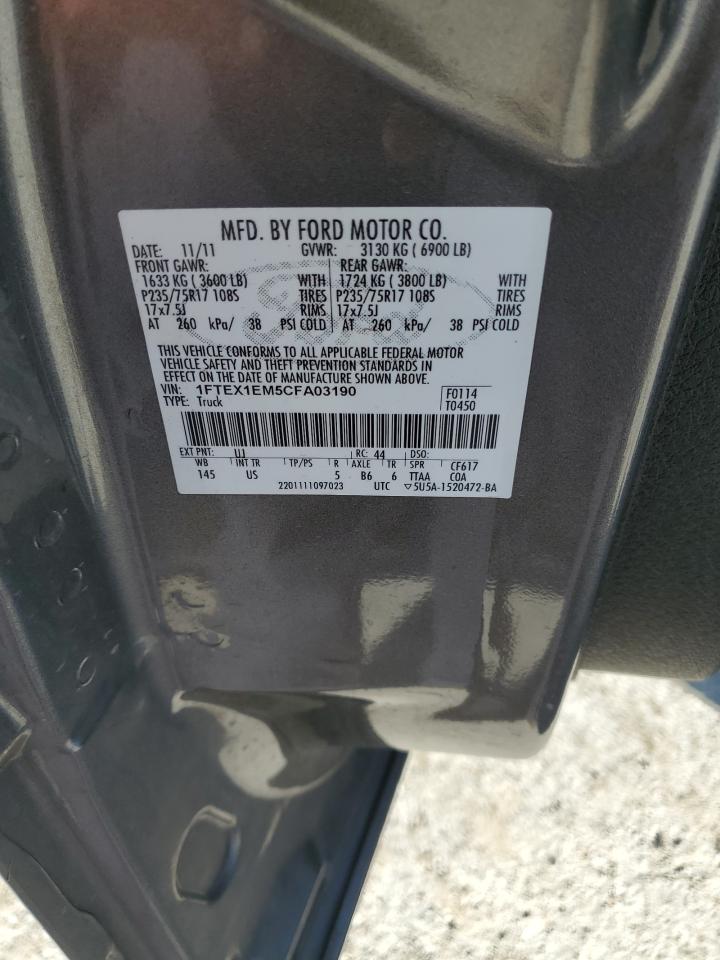 MFD. BY FORD MOTOR CO.
DATE: 11/11 GVWR: 3130 KG ( 6900 LB)
FRONT GAWR: REAR GAWR:
1633 KG ( 3600 LB) WITH 1724 KG ( 3800 LB) WITH
P235/75R17 108S TIRES P235/75R17 108S TIRES
17x7.5J RIMS 17x7.5J RIMS
AT 260 kPa/ 38 PSI COLD AT 260 kPa/ 38 PSI COLD
THIS VEHICLE CONFORMS TO ALL APPLICABLE FEDERAL MOTOR
VEHICLE SAFETY AND THEFT PREVENTION STANDARDS IN
EFFECT ON THE DATE OF MANUFACTURE SHOWN ABOVE.
VIN: 1FTEX1EM5CFA03190 F0114
TYPE: Truck T0450
EXT PNT: UJ RC: 44 DSO:
WB INT TR TP/PS R AXLE TR SPR CF617
145 US 5 B6 6 TTAA COA
2201111097023 UTC ▽5U5A-1520472-BA